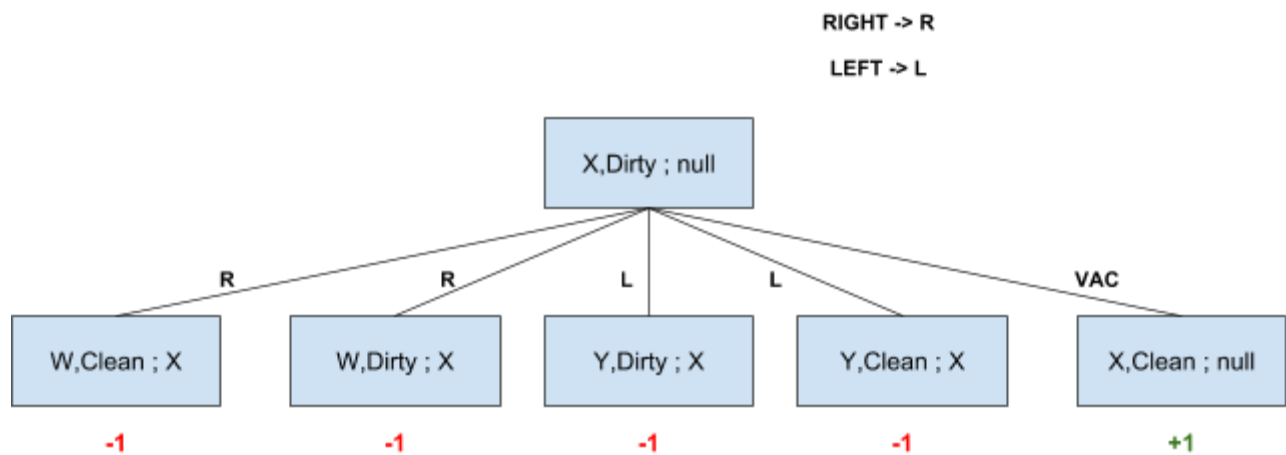 RIGHT -> R
LEFT -> L
X,Dirty ; null
R
R
L
L
VAC
W,Clean ; X
W,Dirty ; X
Y,Dirty ; X
Y,Clean ; X
X,Clean ; null
-1
-1
-1
-1
+1